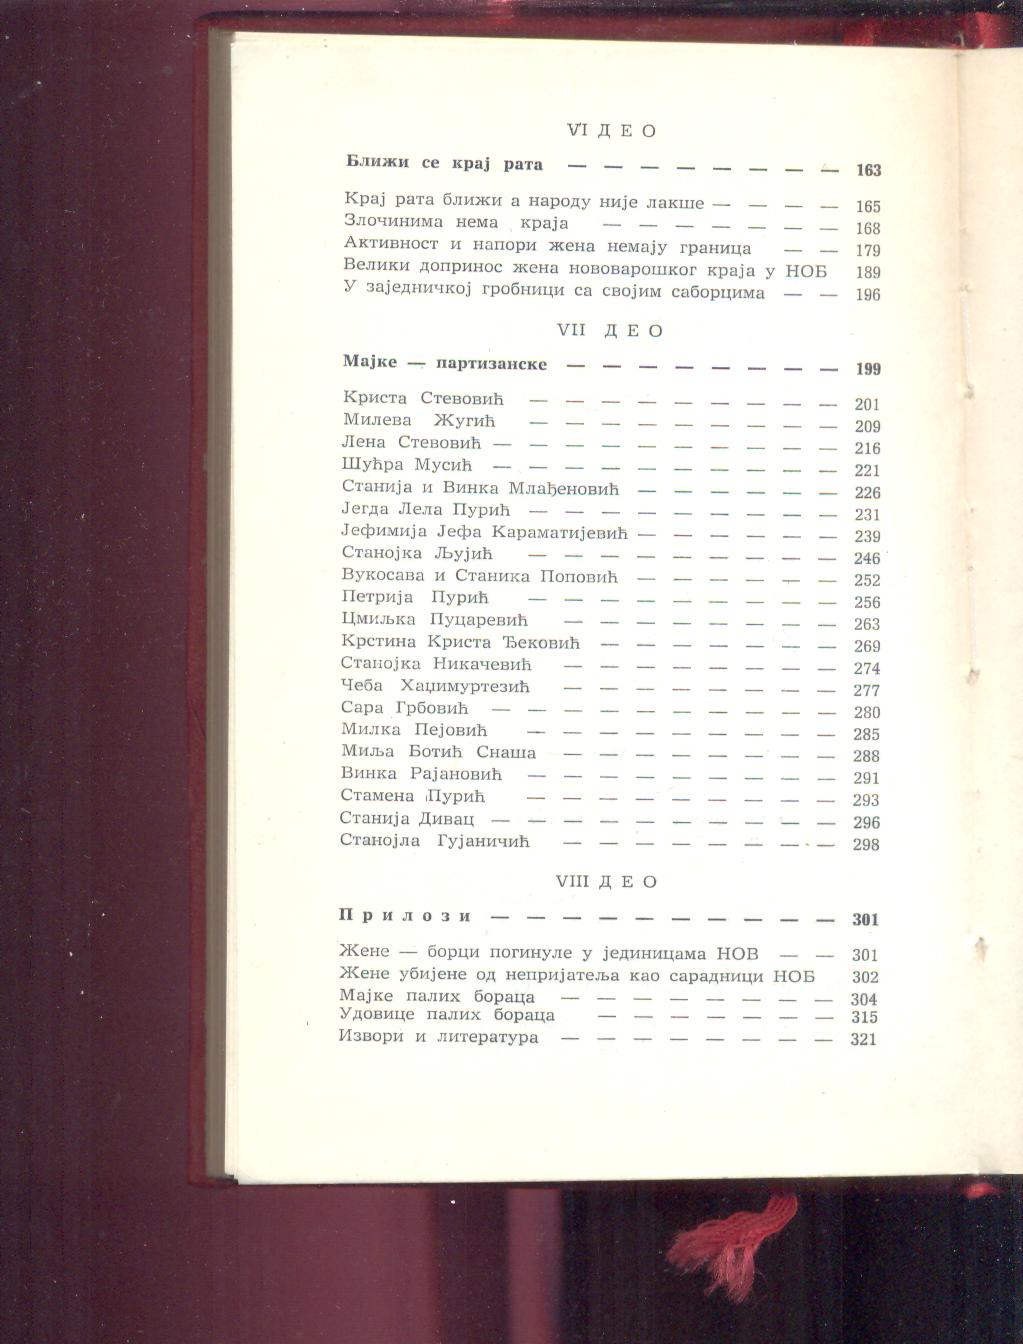 VI ДЕО
Ближи се крај рата — — — — — — — — 163
Крај рата ближи а народу није лакше — — — — 165
Злочинима нема краја — — — — — — — 168
Активност и напори жена немају граница — — 179
Велики допринос жена нововарошког краја у НОБ 189
У заједничкој гробници са својим саборцима — — 196
VII ДЕО
Мајке — партизанске — — — — — — — — 199
Криста Стевовић — — — — — — — — — 201
Милева Жугић — — — — — — — — — 209
Лена Стевовић — — — — — — — — — — 216
Шућра Мусић — — — — — — — — — — 221
Станија и Винка Млађеновић — — — — — — 226
Јегда Лела Пурић — — — — — — — — — 231
Јефимија Јефа Караматијевић — — — — — — 239
Станојка Љујић — — — — — — — — — 246
Вукосава и Станика Поповић — — — — — — 252
Петрија Пурић — — — — — — — — — 256
Цмиљка Пуцаревић — — — — — — — — 263
Крстина Криста Ђековић — — — — — — — 269
Станојка Никачевић — — — — — — — — 274
Чеба Хаџимуртезић — — — — — — — — 277
Сара Грбовић — — — — — — — — — — 280
Милка Пејовић — — — — — — — — — 285
Миља Ботић Снаша — — — — — — — — 288
Винка Рајановић — — — — — — — — — 291
Стамена Пурић — — — — — — — — — 293
Станија Дивац — — — — — — — — — — 296
Станојла Гујаничић — — — — — — — — 298
VIII ДЕО
Прилози — — — — — — — — — — 301
Жене — борци погинуле у јединицама НОВ — — 301
Жене убијене од непријатеља као сарадници НОБ 302
Мајке палих бораца — — — — — — — — 304
Удовице палих бораца — — — — — — — 315
Извори и литература — — — — — — — — 321